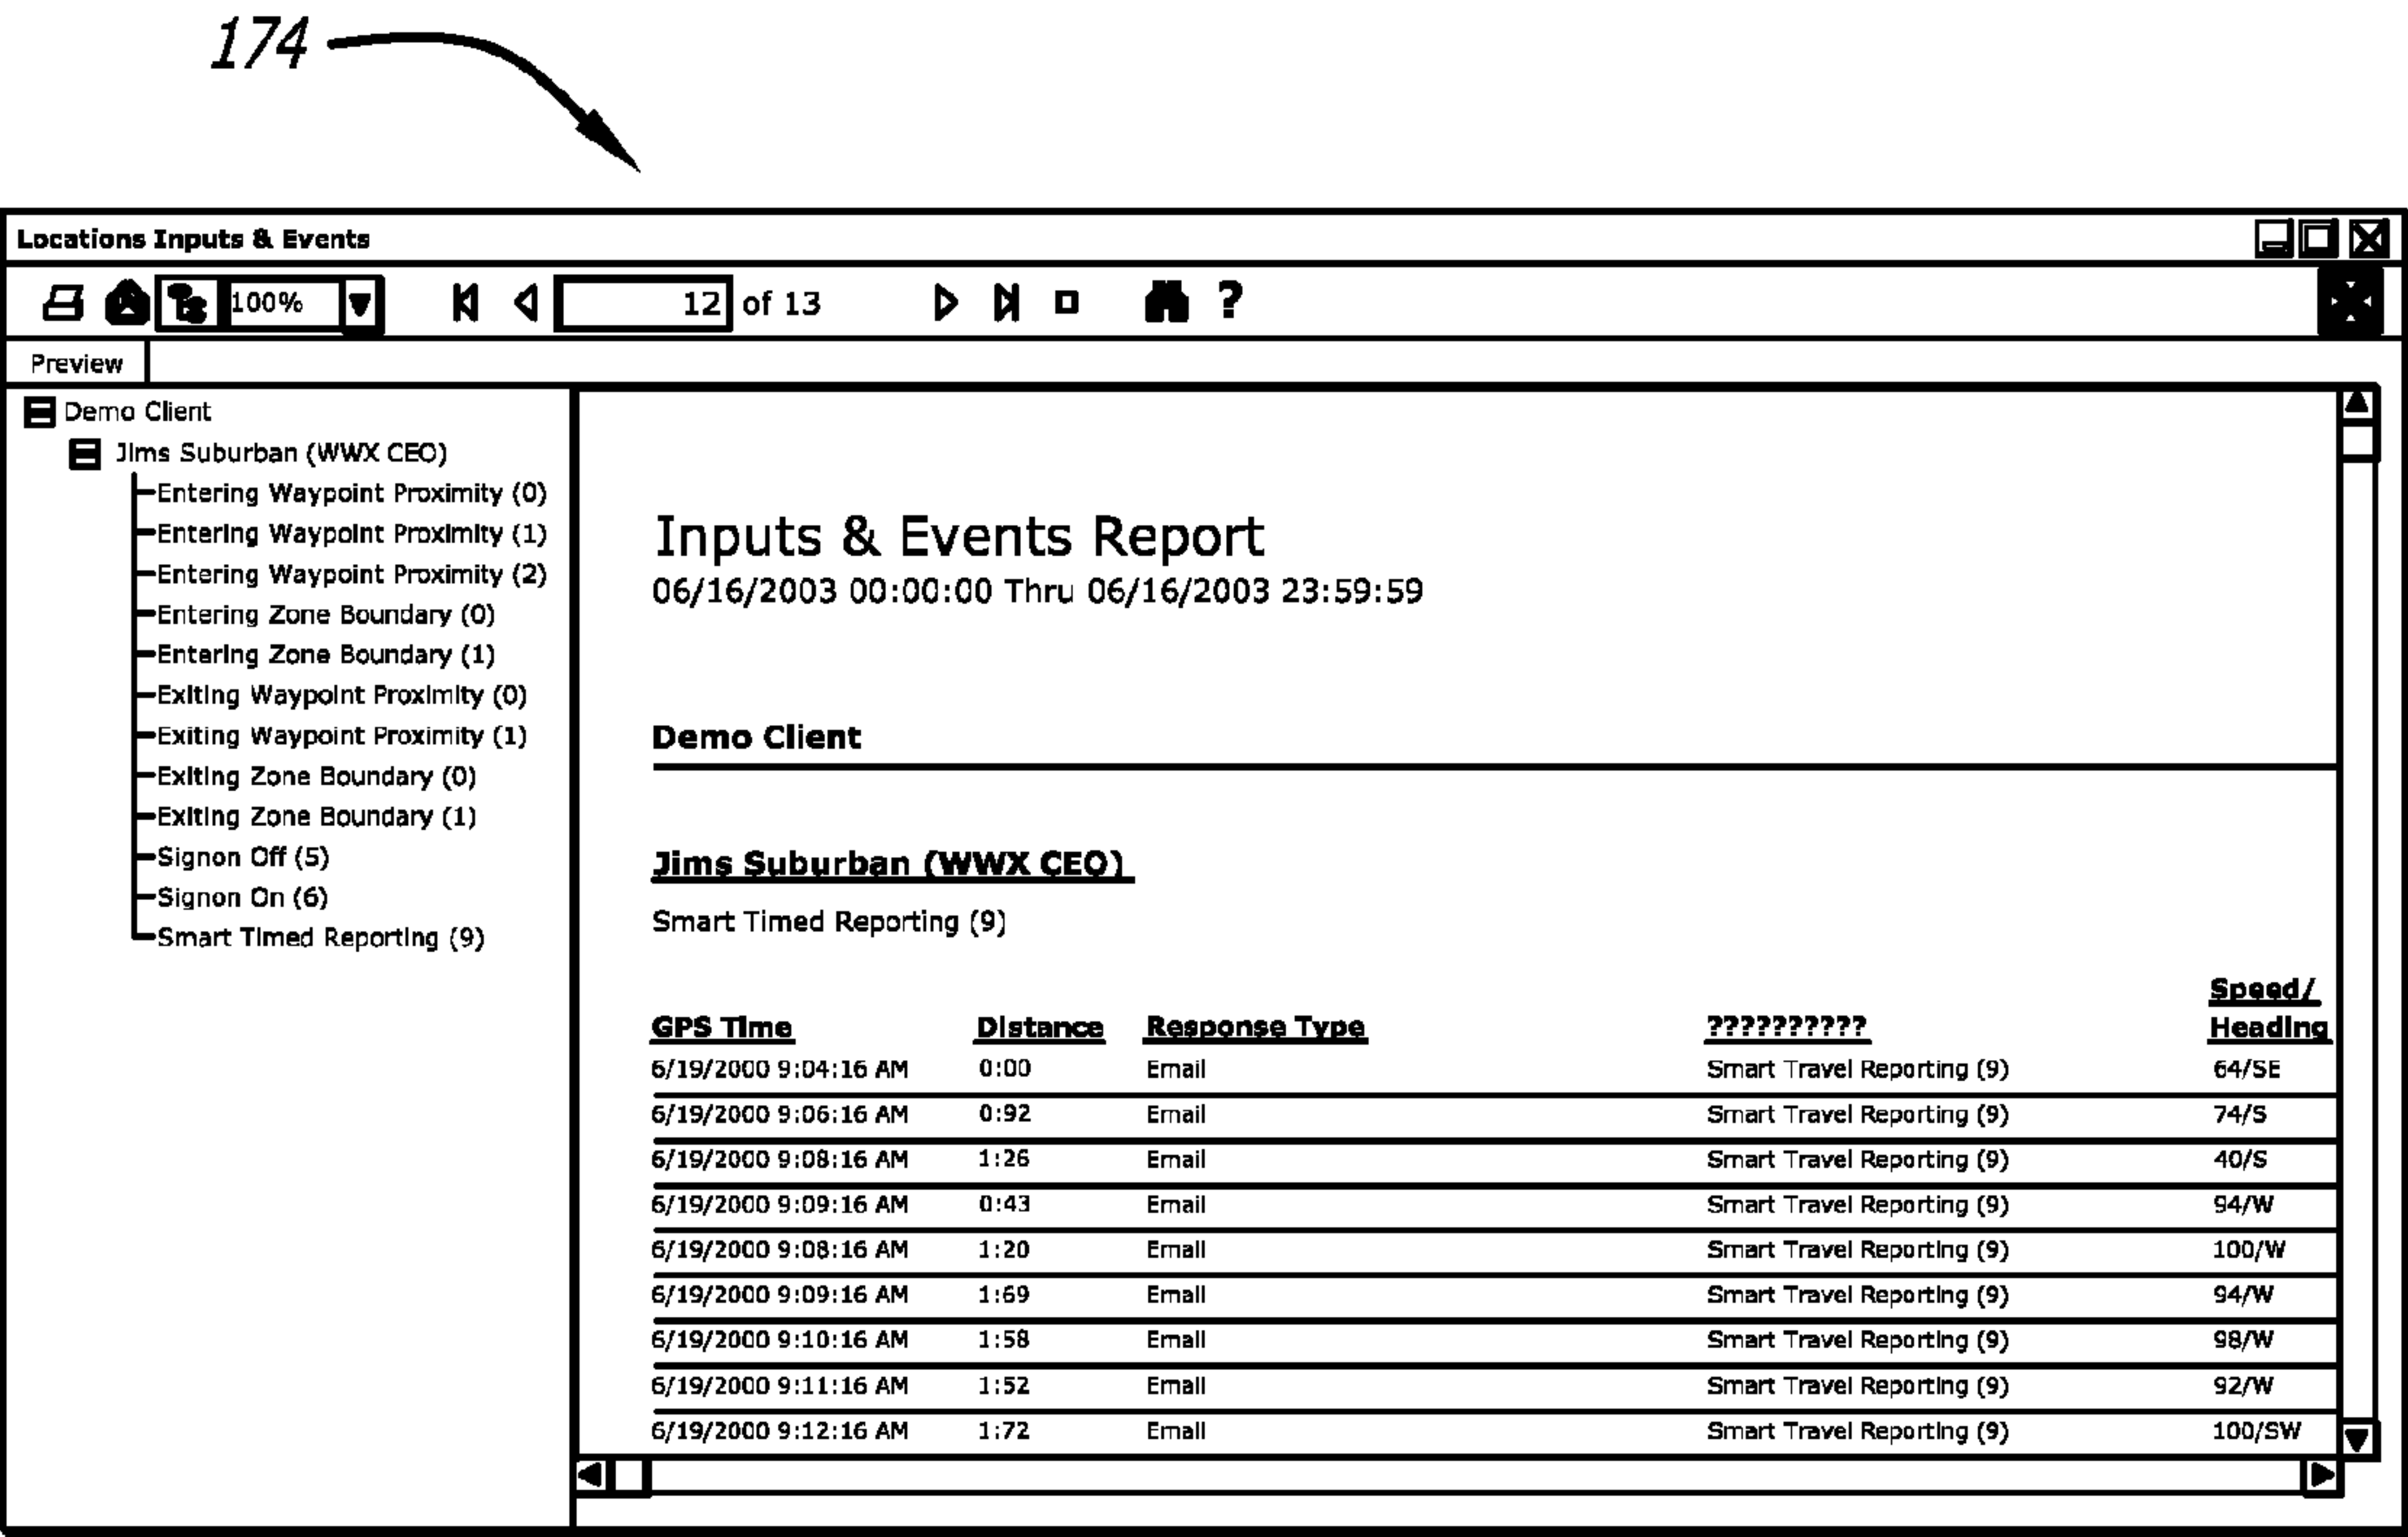 174
Locations Inputs & Events
100%
12 of 13
?
Preview
Demo Client
Jims Suburban (WWX CEO)
Entering Waypoint Proximity (0)
Entering Waypoint Proximity (1)
Entering Waypoint Proximity (2)
Entering Zone Boundary (0)
Entering Zone Boundary (1)
Exiting Waypoint Proximity (0)
Exiting Waypoint Proximity (1)
Exiting Zone Boundary (0)
Exiting Zone Boundary (1)
Signon Off (5)
Signon On (6)
Smart Timed Reporting (9)
Inputs & Events Report
06/16/2003 00:00:00 Thru 06/16/2003 23:59:59
Demo Client
Jims Suburban (WWX CEO)
Smart Timed Reporting (9)
GPS Time Distance Response Type ?????????? Speed/
Heading
6/19/2000 9:04:16 AM 0:00 Email Smart Travel Reporting (9) 64/SE
6/19/2000 9:06:16 AM 0:92 Email Smart Travel Reporting (9) 74/S
6/19/2000 9:08:16 AM 1:26 Email Smart Travel Reporting (9) 40/S
6/19/2000 9:09:16 AM 0:43 Email Smart Travel Reporting (9) 94/W
6/19/2000 9:08:16 AM 1:20 Email Smart Travel Reporting (9) 100/W
6/19/2000 9:09:16 AM 1:69 Email Smart Travel Reporting (9) 94/W
6/19/2000 9:10:16 AM 1:58 Email Smart Travel Reporting (9) 98/W
6/19/2000 9:11:16 AM 1:52 Email Smart Travel Reporting (9) 92/W
6/19/2000 9:12:16 AM 1:72 Email Smart Travel Reporting (9) 100/SW